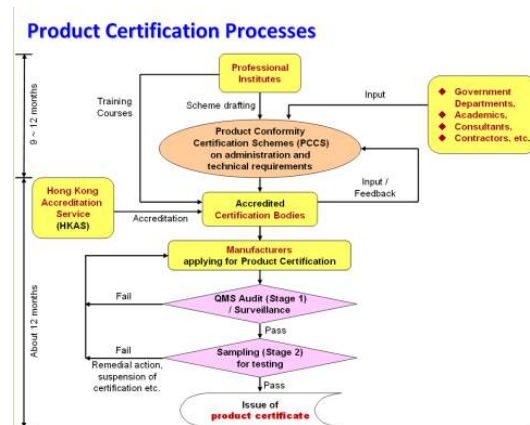 Product Certification Processes
Professional
Institutes
Training
Courses
Scheme drafting
Input
◆ Government
Departments,
◆ Academics,
◆ Consultants,
◆ Contractors, etc.
9 ~ 12 months
Product Conformity
Certification Schemes (PCCS)
on administration and
technical requirements
Input /
Feedback
Hong Kong
Accreditation
Service
(HKAS)
Accreditation
Accredited
Certification Bodies
Manufacturers
applying for Product Certification
About 12 months
Fail
QMS Audit (Stage 1)
/ Surveillance
Pass
Fail
Remedial action,
suspension of
certification etc.
Sampling (Stage 2)
for testing
Pass
Issue of
product certificate